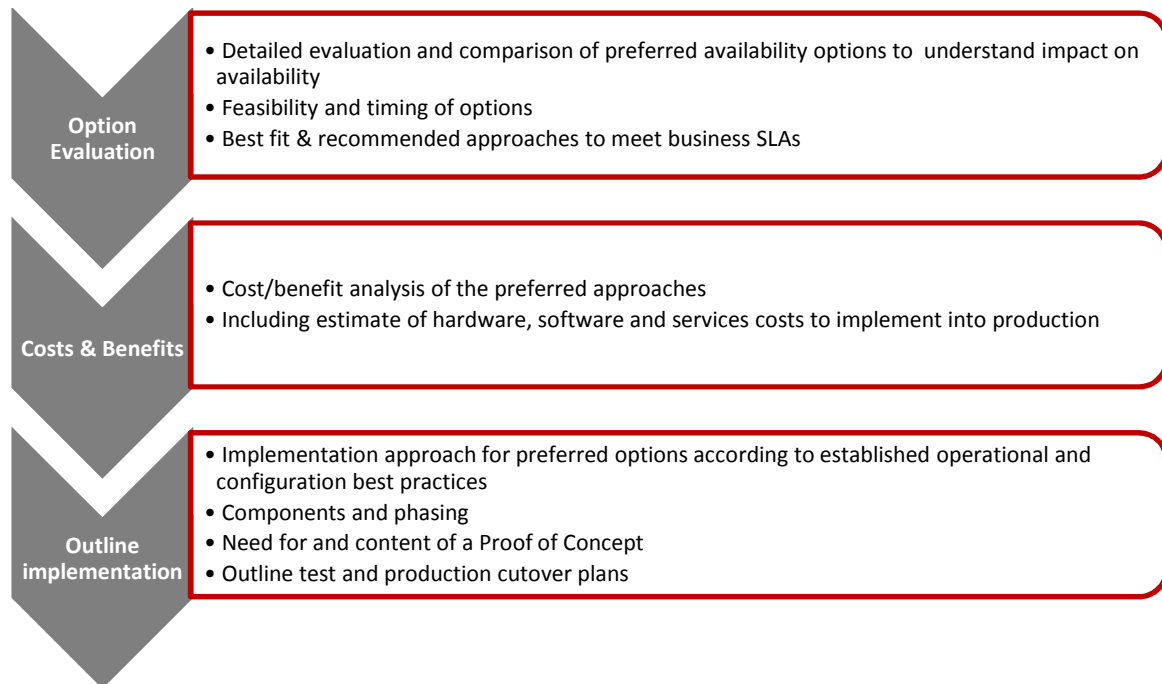 Option
Evaluation
• Detailed evaluation and comparison of preferred availability options to  understand impact on
availability
• Feasibility and timing of options
• Best fit & recommended approaches to meet business SLAs
Costs & Benefits
• Cost/benefit analysis of the preferred approaches
• Including estimate of hardware, software and services costs to implement into production
Outline
implementation
• Implementation approach for preferred options according to established operational and
configuration best practices
• Components and phasing
• Need for and content of a Proof of Concept
• Outline test and production cutover plans